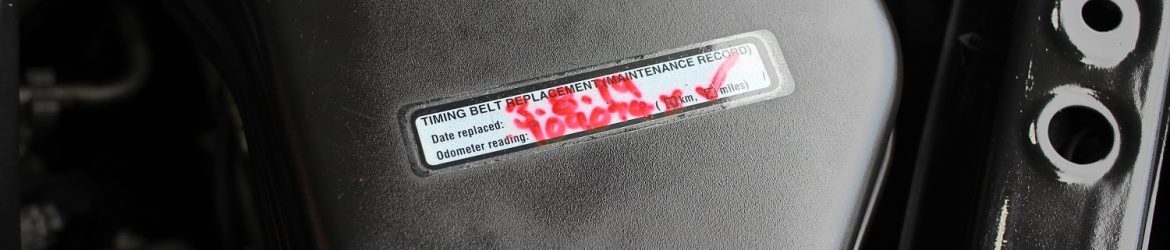 TIMING BELT REPLACEMENT (MAINTENANCE RECORD)
Date replaced:
Odometer reading: ( km, miles)